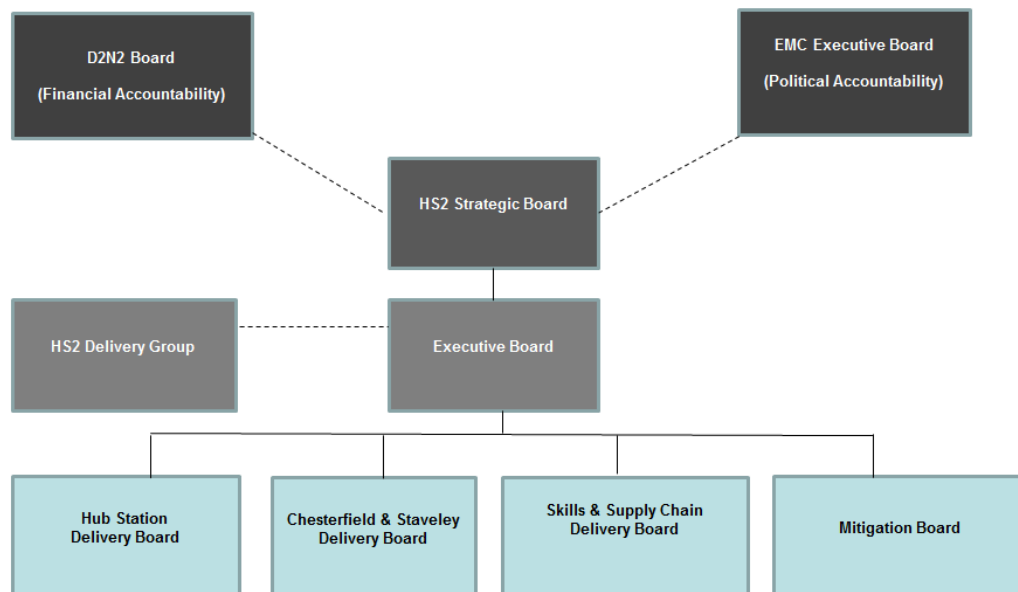 D2N2 Board
(Financial Accountability)
EMC Executive Board
(Political Accountability)
HS2 Strategic Board
HS2 Delivery Group
Executive Board
Hub Station
Delivery Board
Chesterfield & Staveley
Delivery Board
Skills & Supply Chain
Delivery Board
Mitigation Board